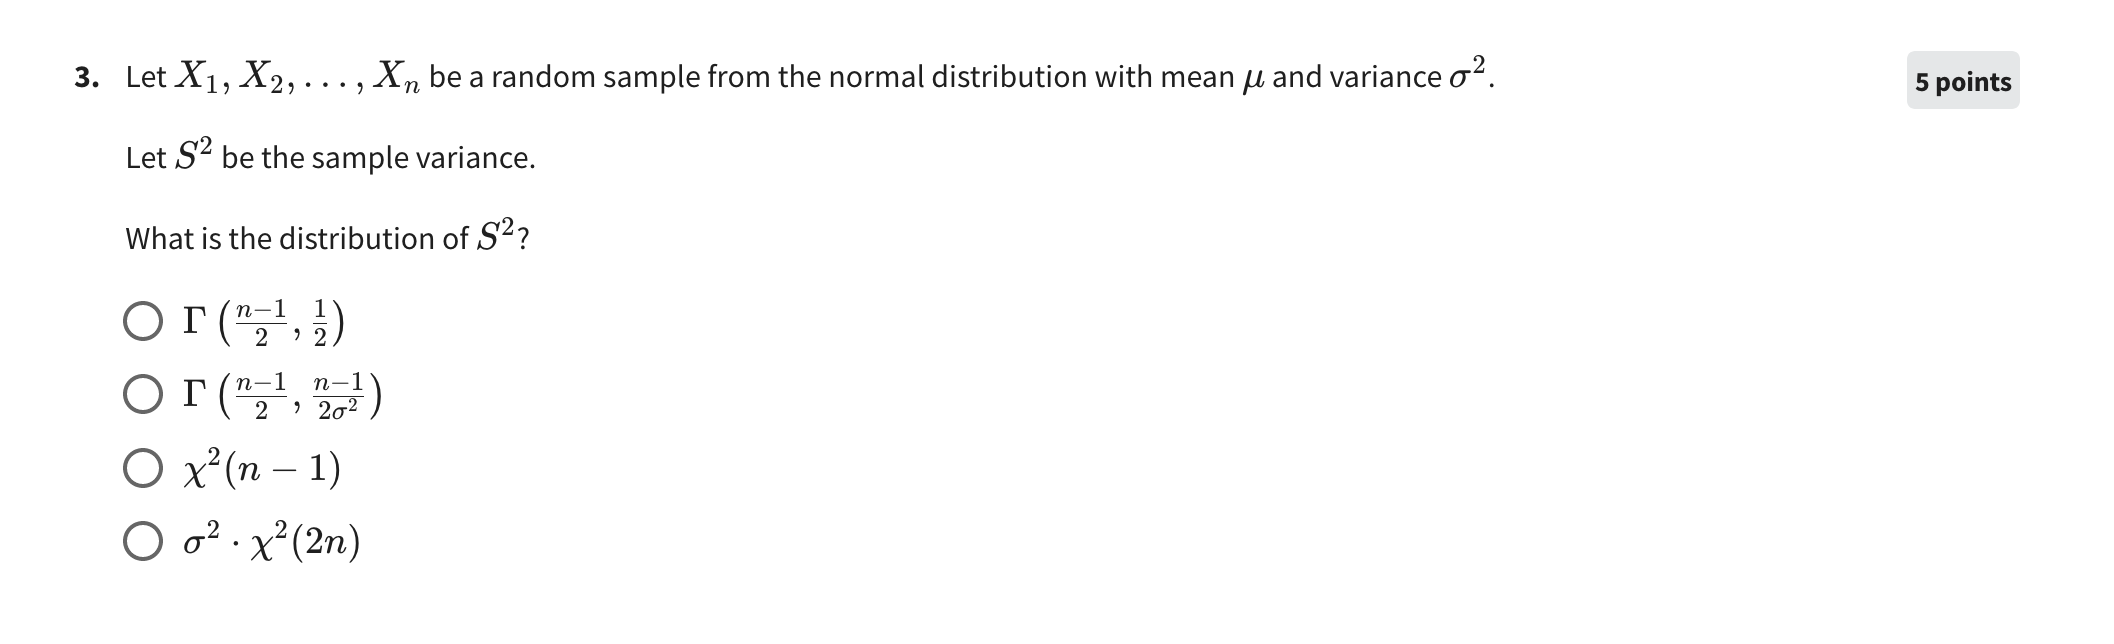 3. Let $X_1, X_2, \ldots, X_n$ be a random sample from the normal distribution with mean $\mu$ and variance $\sigma^2$.
5 points
Let $S^2$ be the sample variance.
What is the distribution of $S^2$?
$\Gamma\left(\frac{n-1}{2}, \frac{1}{2}\right)$
$\Gamma\left(\frac{n-1}{2}, \frac{n-1}{2\sigma^2}\right)$
$\chi^2(n-1)$
$\sigma^2 \cdot \chi^2(2n)$